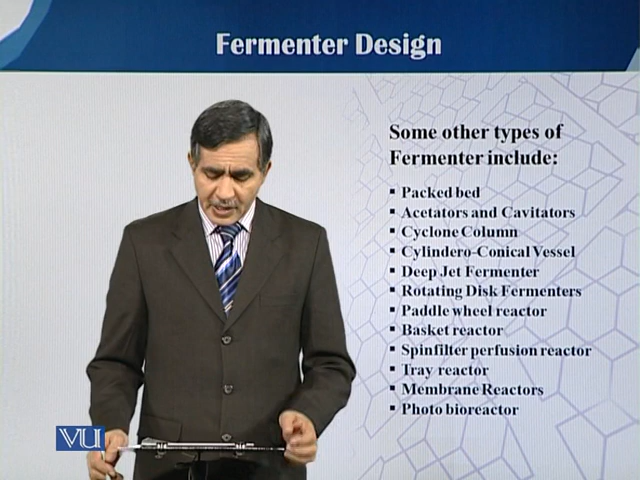 Fermenter Design
Some other types of
Fermenter include:
▪ Packed bed
▪ Acetators and Cavitators
▪ Cyclone Column
▪ Cylindero-Conical Vessel
▪ Deep Jet Fermenter
▪ Rotating Disk Fermenters
▪ Paddle wheel reactor
▪ Basket reactor
▪ Spinfilter perfusion reactor
▪ Tray reactor
▪ Membrane Reactors
▪ Photo bioreactor
VU